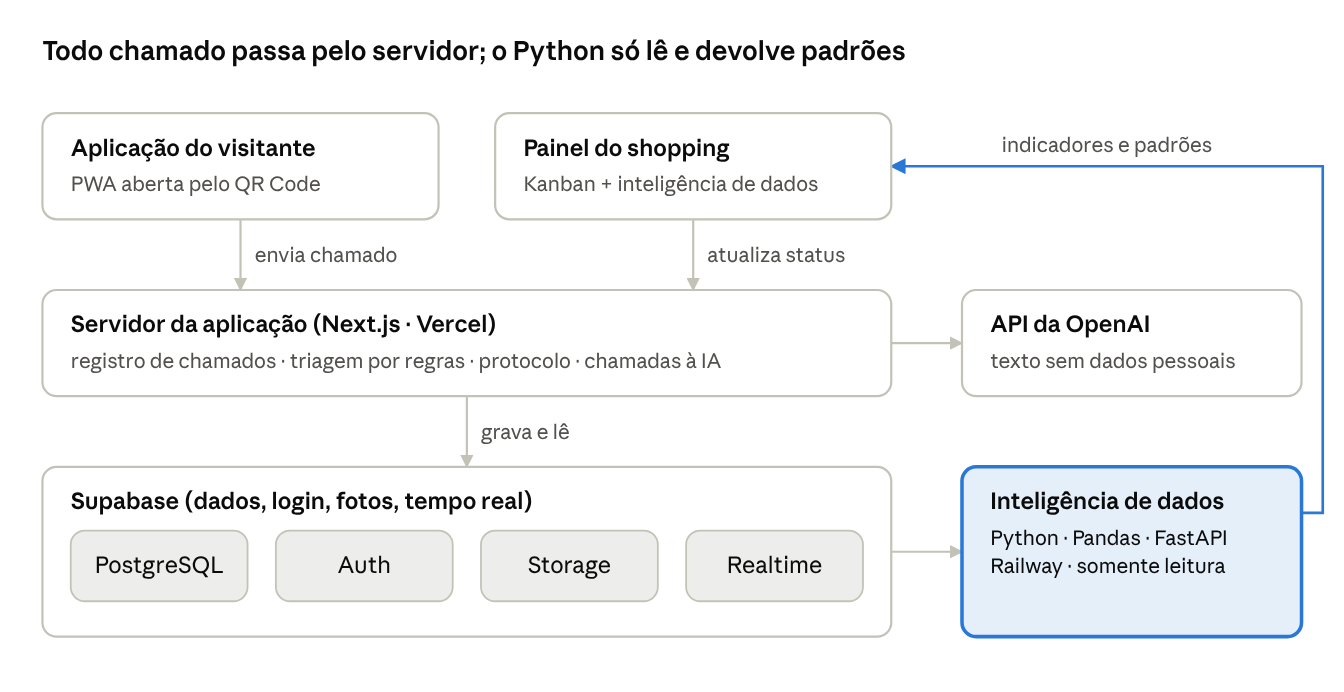 Todo chamado passa pelo servidor; o Python só lê e devolve padrões
Aplicação do visitante
PWA aberta pelo QR Code
Painel do shopping
Kanban + inteligência de dados
indicadores e padrões
envia chamado
atualiza status
Servidor da aplicação (Next.js · Vercel)
registro de chamados · triagem por regras · protocolo · chamadas à IA
API da OpenAI
texto sem dados pessoais
grava e lê
Supabase (dados, login, fotos, tempo real)
PostgreSQL
Auth
Storage
Realtime
Inteligência de dados
Python · Pandas · FastAPI
Railway · somente leitura